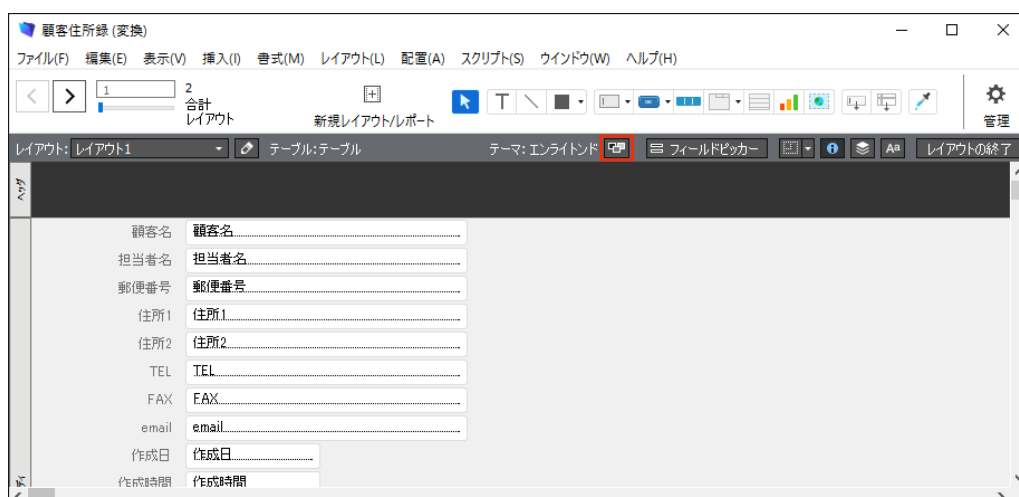 顧客住所録 (変換)
ファイル(F) 編集(E) 表示(V) 挿入(I) 書式(M) レイアウト(L) 配置(A) スクリプト(S) ウインドウ(W) ヘルプ(H)
1
2
合計
レイアウト
新規レイアウト/レポート
T
管理
レイアウト: レイアウト1 テーブル:テーブル テーマ: エンライトンド フィールドピッカー Aa レイアウトの終了
ヘッダ
顧客名 顧客名
担当者名 担当者名
郵便番号 郵便番号
住所1 住所1
住所2 住所2
TEL TEL
FAX FAX
email email
作成日 作成日
作成時間 作成時間